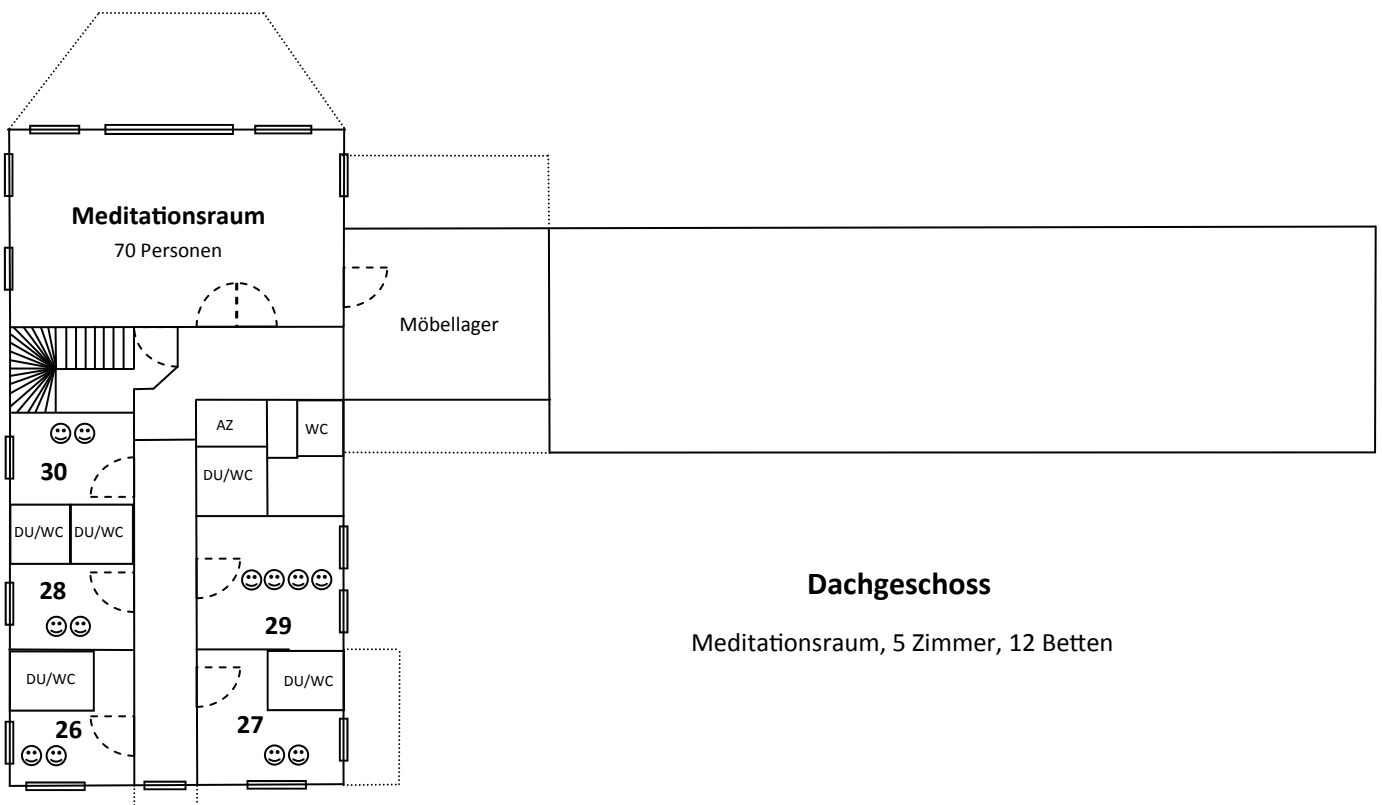 Meditationsraum
70 Personen
Möbellager
AZ
WC
30
DU/WC
DU/WC
DU/WC
28
29
Dachgeschoss
Meditationsraum, 5 Zimmer, 12 Betten
DU/WC
DU/WC
26
27